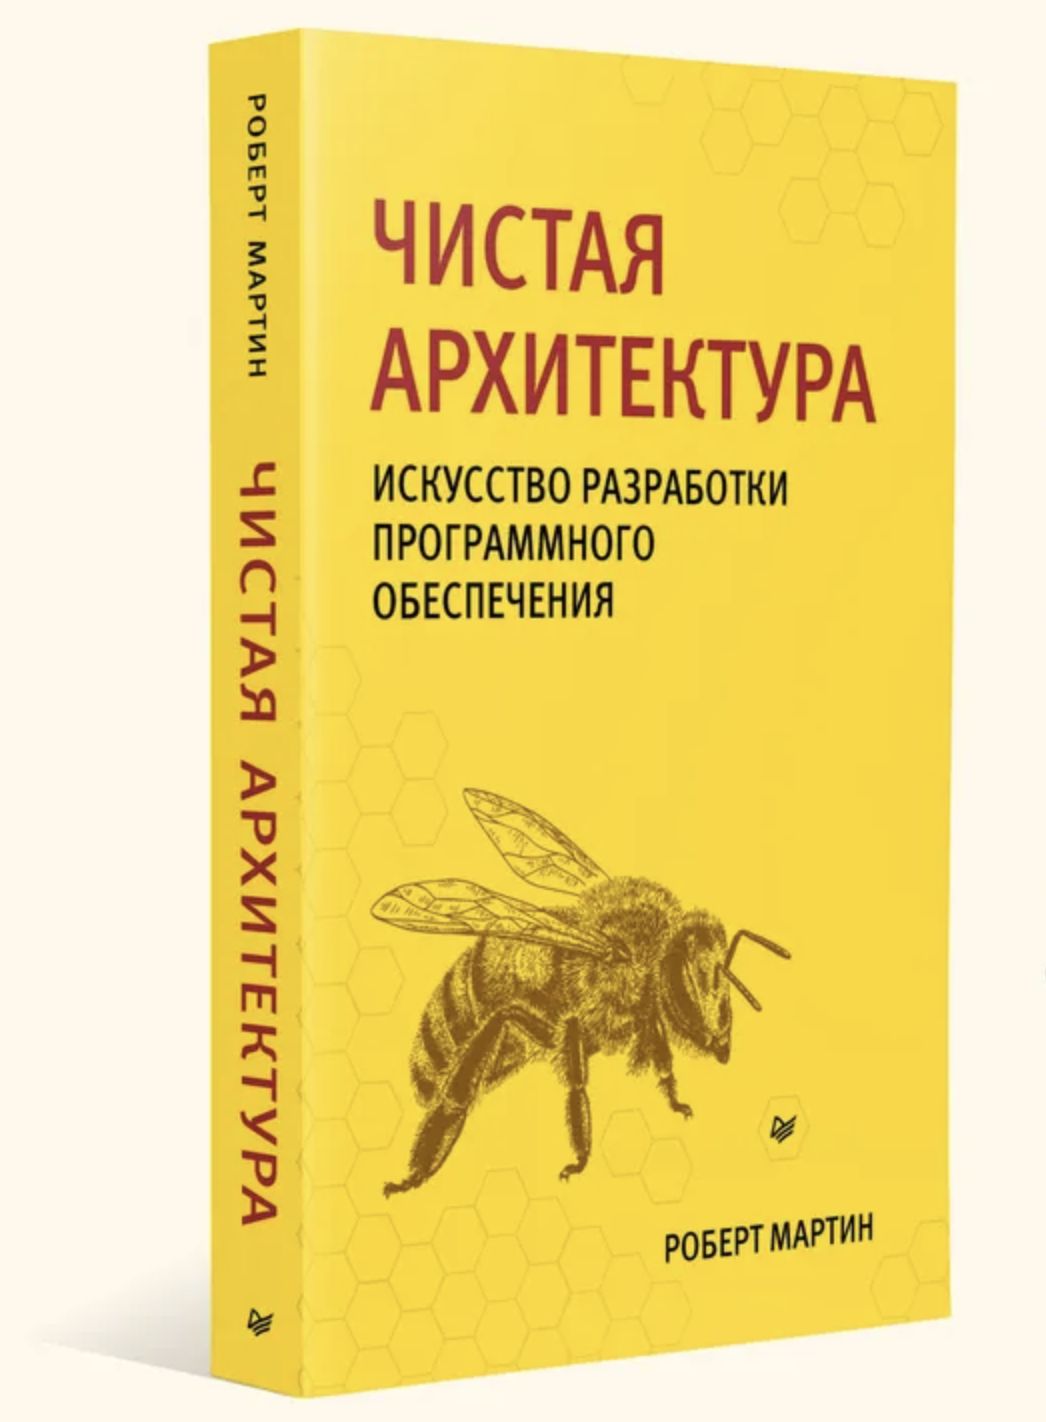 РОБЕРТ МАРТИН
ЧИСТАЯ АРХИТЕКТУРА
ЧИСТАЯ
АРХИТЕКТУРА
ИСКУССТВО РАЗРАБОТКИ
ПРОГРАММНОГО
ОБЕСПЕЧЕНИЯ
РОБЕРТ МАРТИН